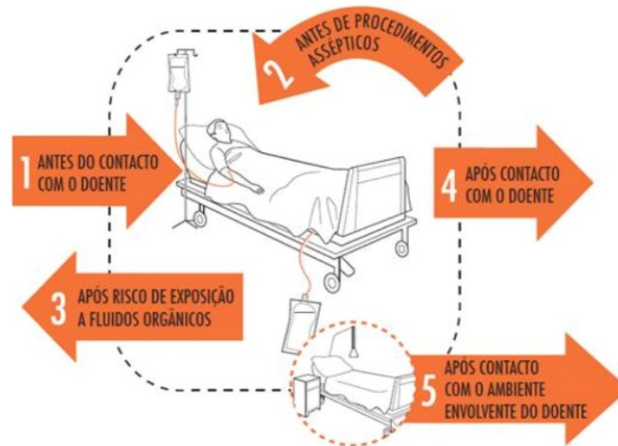 1 ANTES DO CONTACTO
COM O DOENTE
2 ANTES DE PROCEDIMENTOS
ASSÉPTICOS
3 APÓS RISCO DE EXPOSIÇÃO
A FLUIDOS ORGÂNICOS
4 APÓS CONTACTO
COM O DOENTE
5 APÓS CONTACTO
COM O AMBIENTE
ENVOLVENTE DO DOENTE